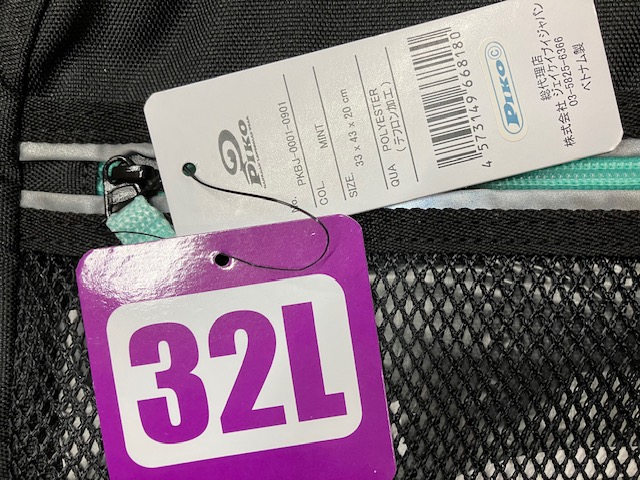 PIKO
No. PKBJ-0001-0901
COL. MINT
SIZE. 33 x 43 x 20 cm
QUA POLYESTER
(テフロン加工)
4 573149 668180
PIKO ©
総代理店
株式会社 ジェイケイフィジャパン
03-5825-6366
ベトナム製
32L